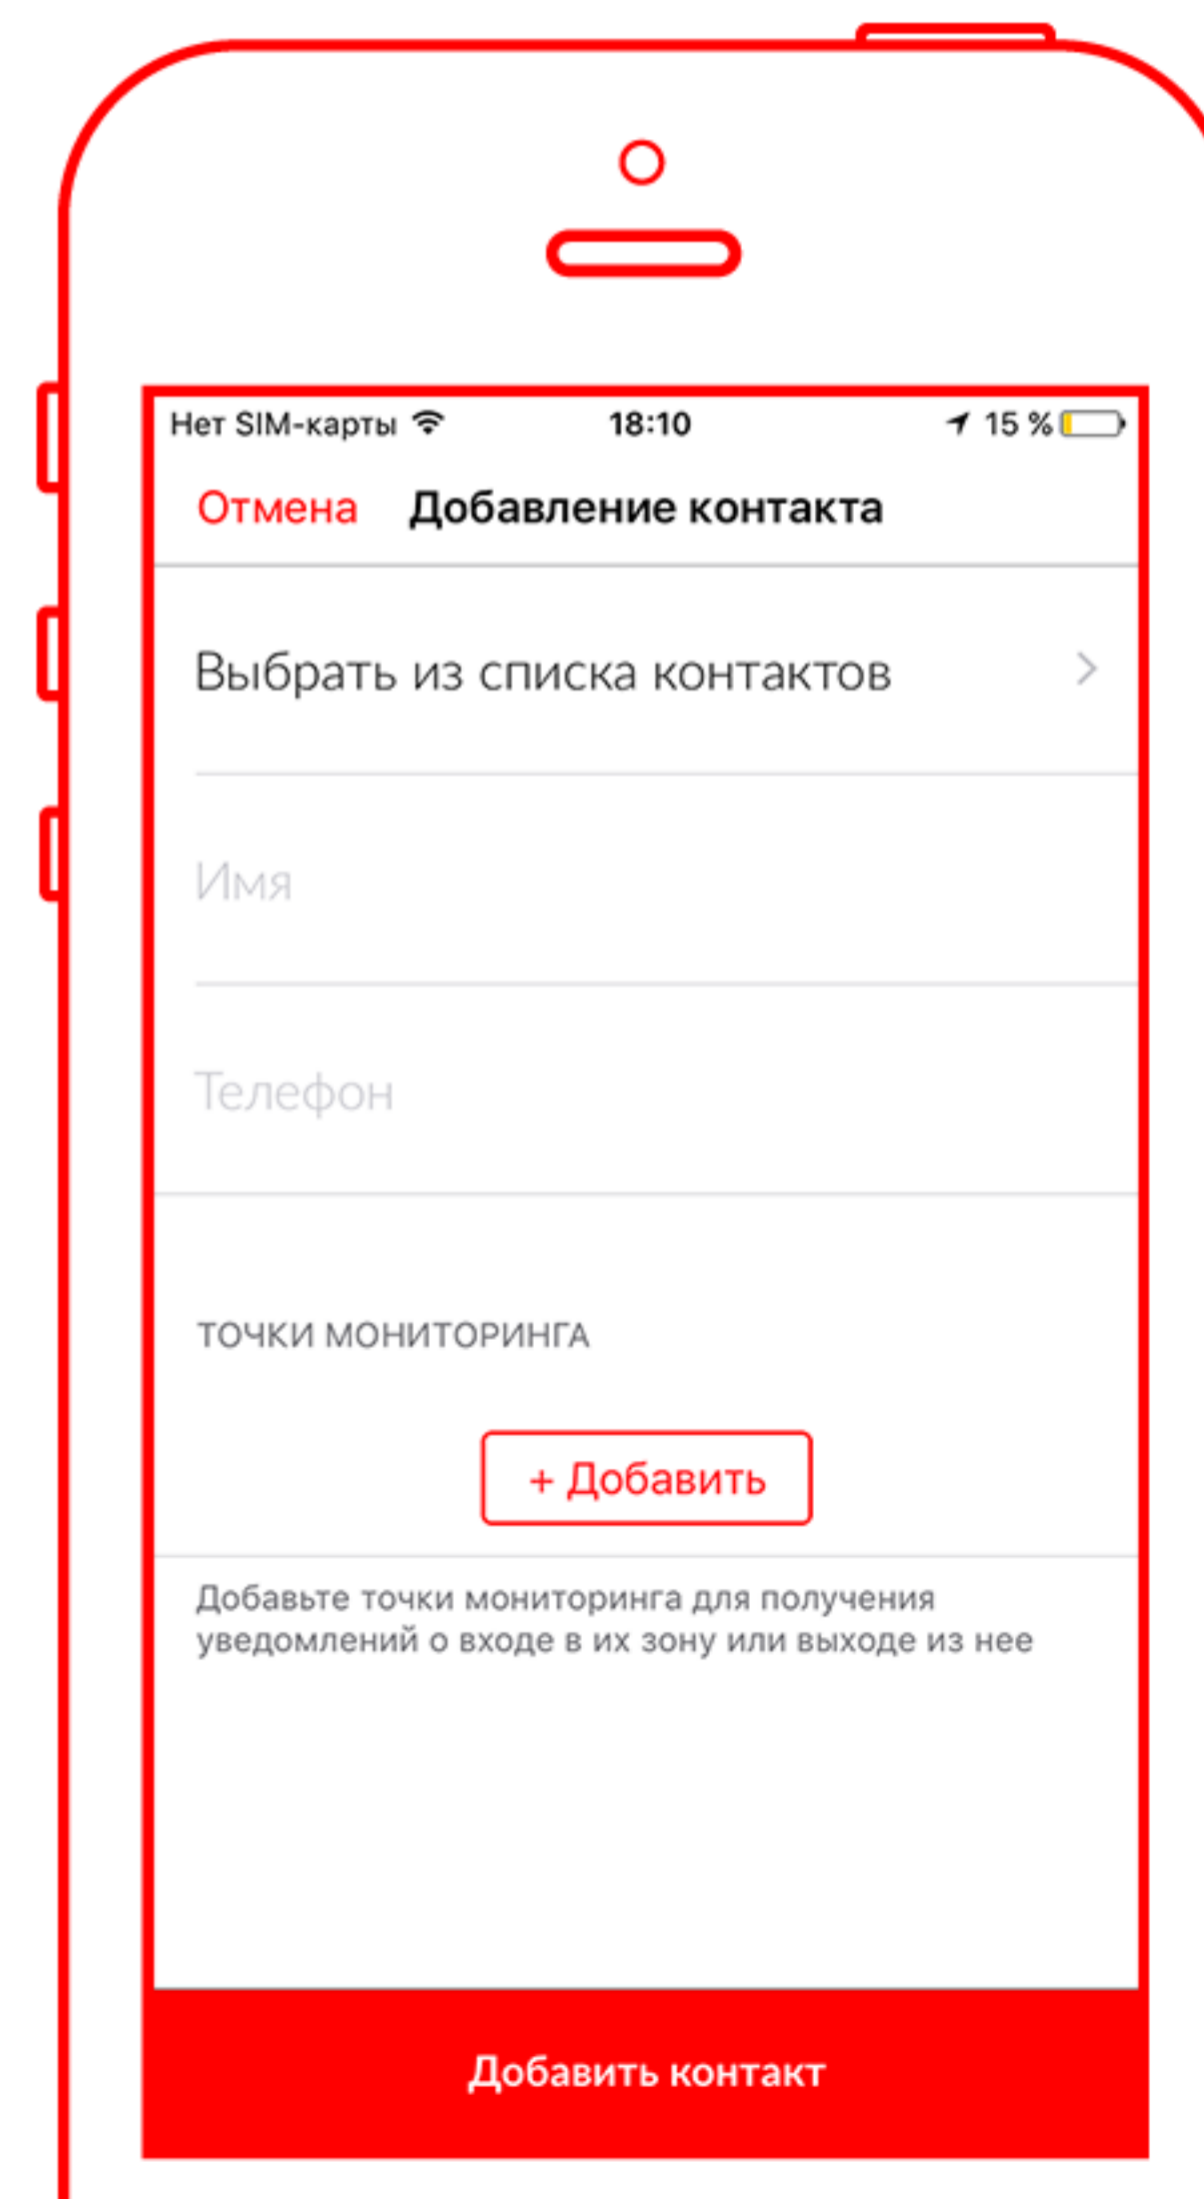 Нет SIM-карты 18:10 15 %
Отмена Добавление контакта
Выбрать из списка контактов
Имя
Телефон
ТОЧКИ МОНИТОРИНГА
+ Добавить
Добавьте точки мониторинга для получения
уведомлений о входе в их зону или выходе из нее
Добавить контакт